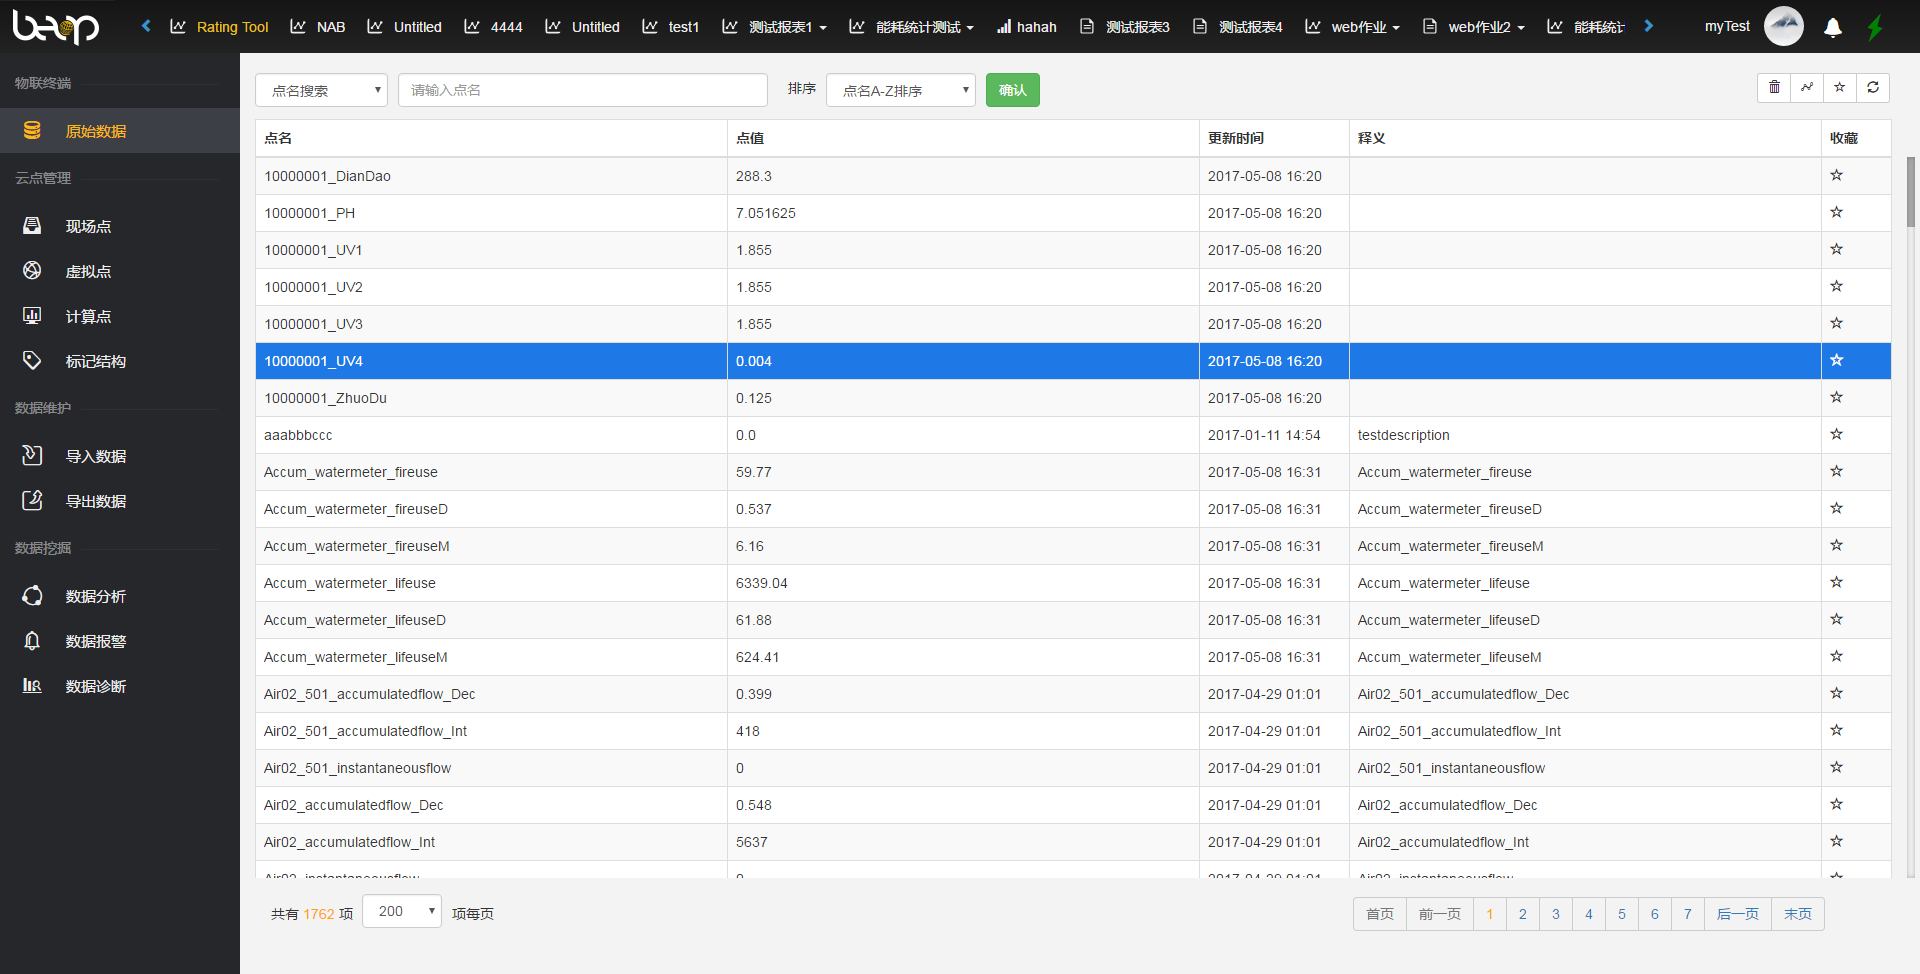 beop
Rating Tool NAB Untitled 4444 Untitled test1 测试报表1 能耗统计测试 hahah 测试报表3 测试报表4 web作业 web作业2 能耗统计 myTest
物联终端
原始数据
云点管理
现场点
虚拟点
计算点
标记结构
数据维护
导入数据
导出数据
数据挖掘
数据分析
数据报警
数据诊断
点名搜索 请输入点名 排序 点名A-Z排序 确认
点名 点值 更新时间 释义 收藏
10000001_DianDao 288.3 2017-05-08 16:20
10000001_PH 7.051625 2017-05-08 16:20
10000001_UV1 1.855 2017-05-08 16:20
10000001_UV2 1.855 2017-05-08 16:20
10000001_UV3 1.855 2017-05-08 16:20
10000001_UV4 0.004 2017-05-08 16:20
10000001_ZhuoDu 0.125 2017-05-08 16:20
aaabbbccc 0.0 2017-01-11 14:54 testdescription
Accum_watermeter_fireuse 59.77 2017-05-08 16:31 Accum_watermeter_fireuse
Accum_watermeter_fireuseD 0.537 2017-05-08 16:31 Accum_watermeter_fireuseD
Accum_watermeter_fireuseM 6.16 2017-05-08 16:31 Accum_watermeter_fireuseM
Accum_watermeter_lifeuse 6339.04 2017-05-08 16:31 Accum_watermeter_lifeuse
Accum_watermeter_lifeuseD 61.88 2017-05-08 16:31 Accum_watermeter_lifeuseD
Accum_watermeter_lifeuseM 624.41 2017-05-08 16:31 Accum_watermeter_lifeuseM
Air02_501_accumulatedflow_Dec 0.399 2017-04-29 01:01 Air02_501_accumulatedflow_Dec
Air02_501_accumulatedflow_Int 418 2017-04-29 01:01 Air02_501_accumulatedflow_Int
Air02_501_instantaneousflow 0 2017-04-29 01:01 Air02_501_instantaneousflow
Air02_accumulatedflow_Dec 0.548 2017-04-29 01:01 Air02_accumulatedflow_Dec
Air02_accumulatedflow_Int 5637 2017-04-29 01:01 Air02_accumulatedflow_Int
Air02_instantaneousflow 0 2017-04-29 01:01 Air02_instantaneousflow
共有 1762 项 200 项每页 首页 前一页 1 2 3 4 5 6 7 后一页 末页